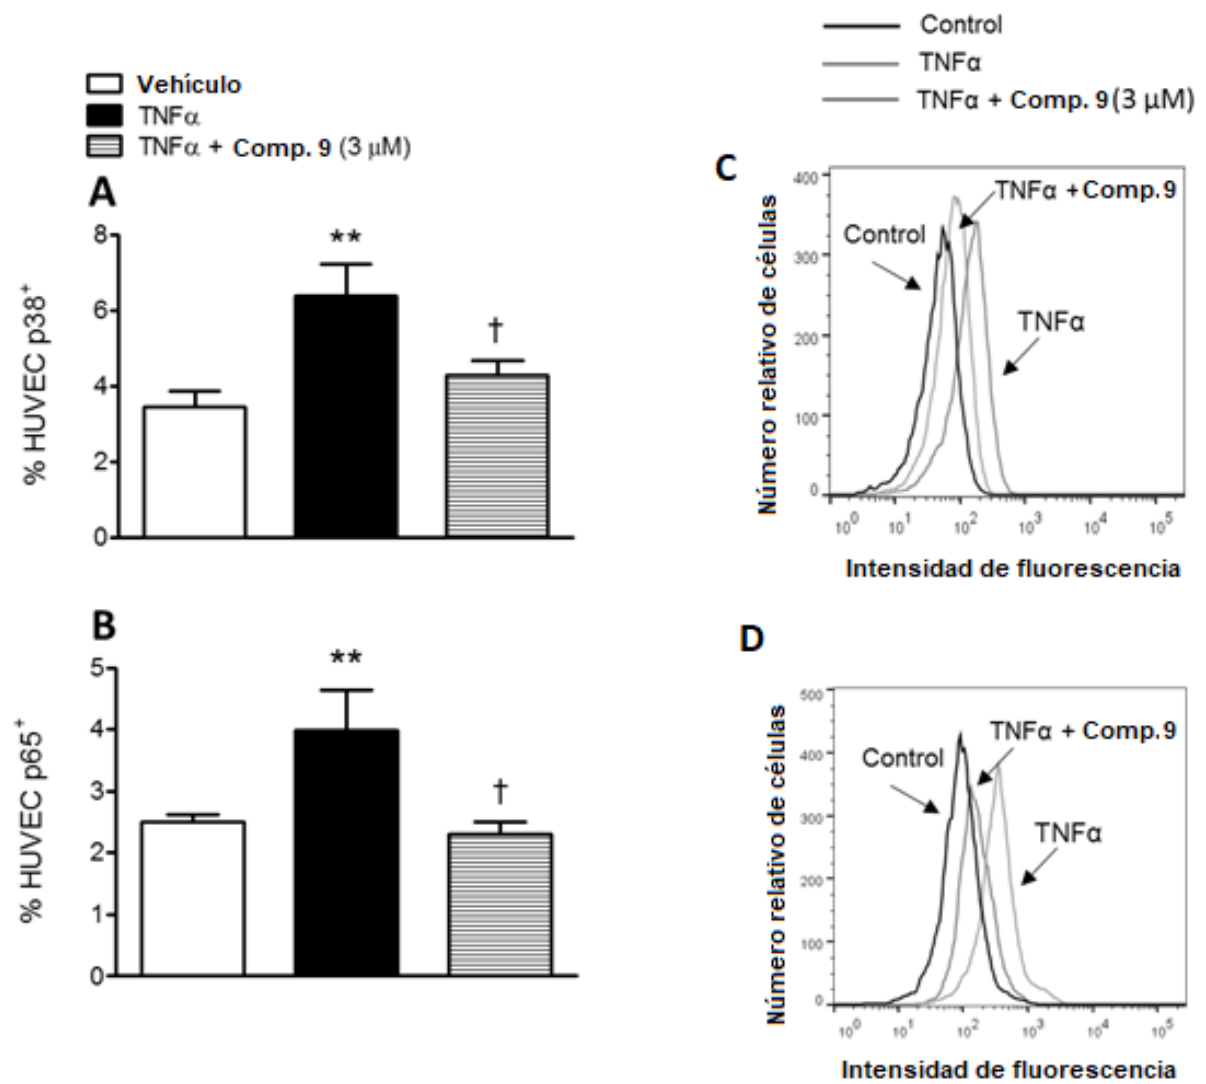 Vehículo
TNFα
TNFα + Comp. 9 (3 µM)
A
% HUVEC p38+
8
6
4
2
0
**
†
B
% HUVEC p65+
5
4
3
2
1
0
**
†
Control
TNFα
TNFα + Comp. 9 (3 µM)
C
Número relativo de células
400
300
200
100
0
Control
TNFα + Comp. 9
TNFα
10^0 10^1 10^2 10^3 10^4 10^5
Intensidad de fluorescencia
D
Número relativo de células
500
400
300
200
100
0
Control
TNFα + Comp. 9
TNFα
10^0 10^1 10^2 10^3 10^4 10^5
Intensidad de fluorescencia